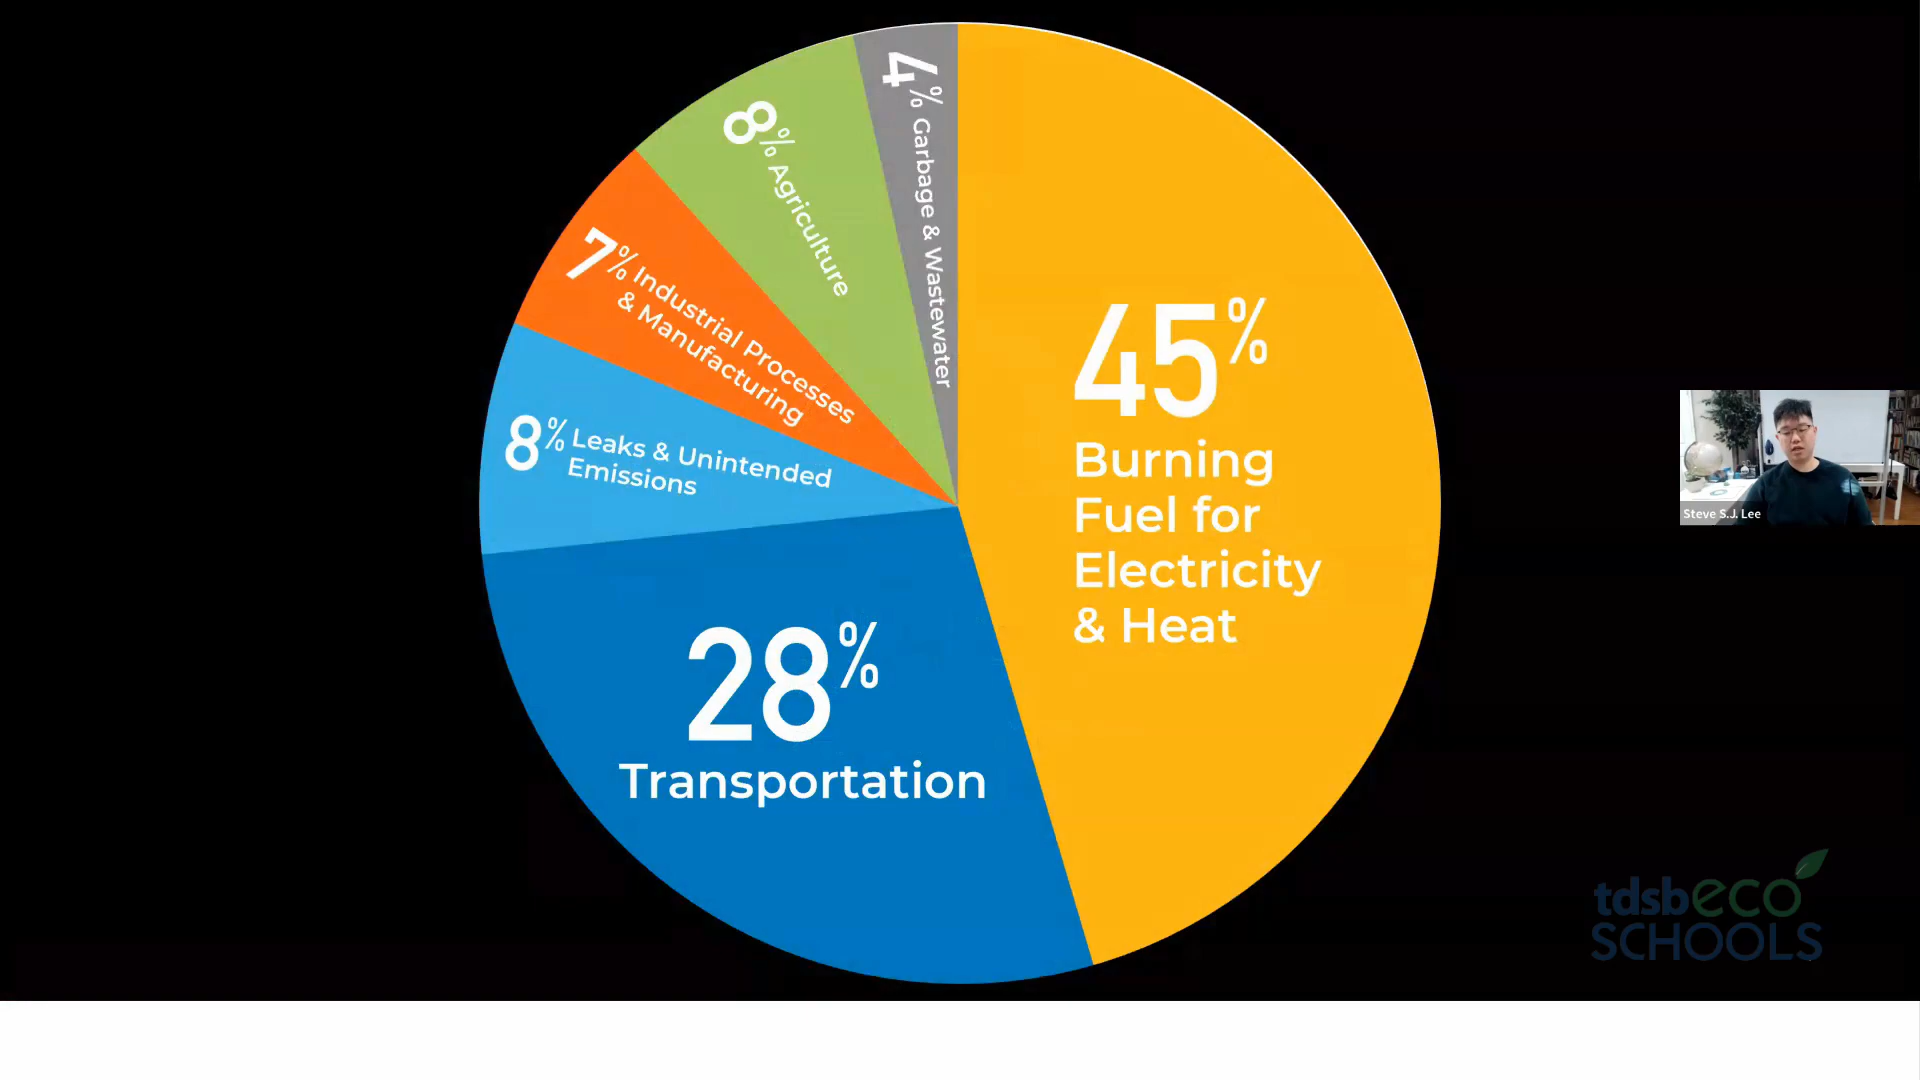 4% Garbage & Wastewater
8% Agriculture
7% Industrial Processes
& Manufacturing
8% Leaks & Unintended
Emissions
28%
Transportation
45%
Burning
Fuel for
Electricity
& Heat
Steve S.J. Lee
tdsbeco
SCHOOLS